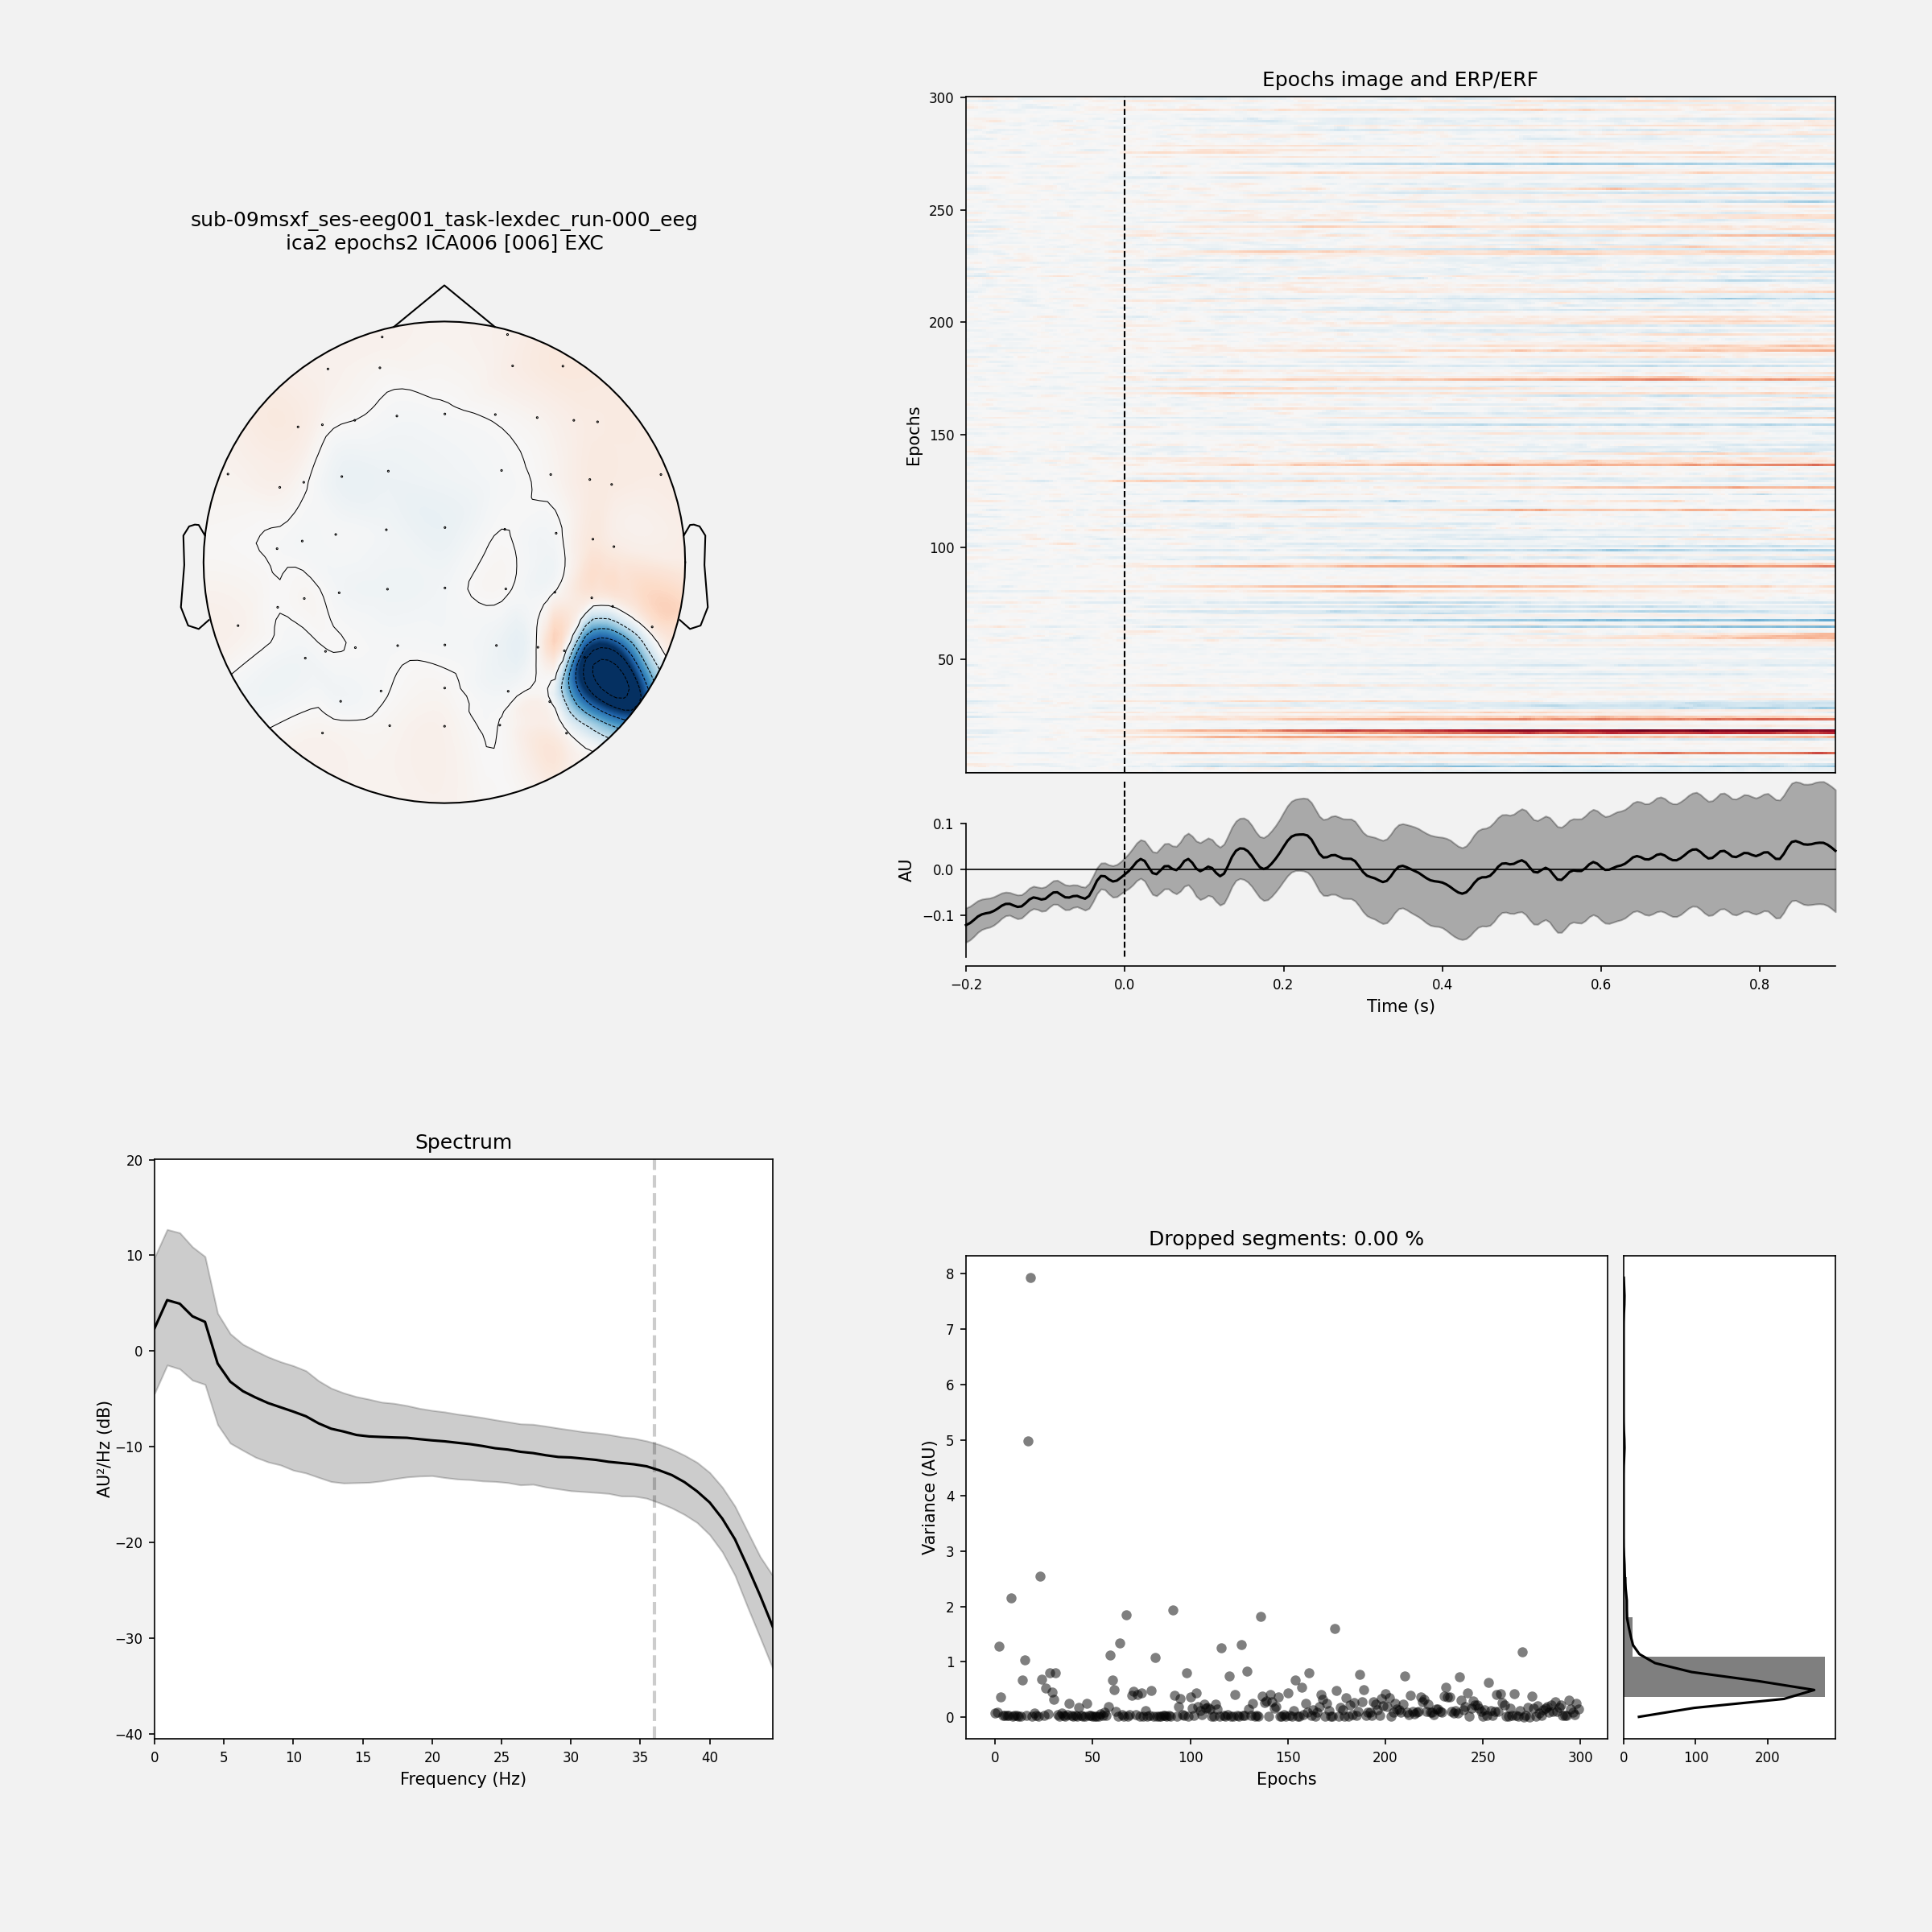 sub-09msxf_ses-eeg001_task-lexdec_run-000_eeg
ica2 epochs2 ICA006 [006] EXC
Epochs image and ERP/ERF
300
250
200
150
100
50
Epochs
0.1
0.0
−0.1
AU
−0.2 0.0 0.2 0.4 0.6 0.8
Time (s)
Spectrum
20
10
0
−10
−20
−30
−40
AU²/Hz (dB)
0 5 10 15 20 25 30 35 40
Frequency (Hz)
Dropped segments: 0.00 %
8
7
6
5
4
3
2
1
0
Variance (AU)
0 50 100 150 200 250 300
Epochs
0 100 200